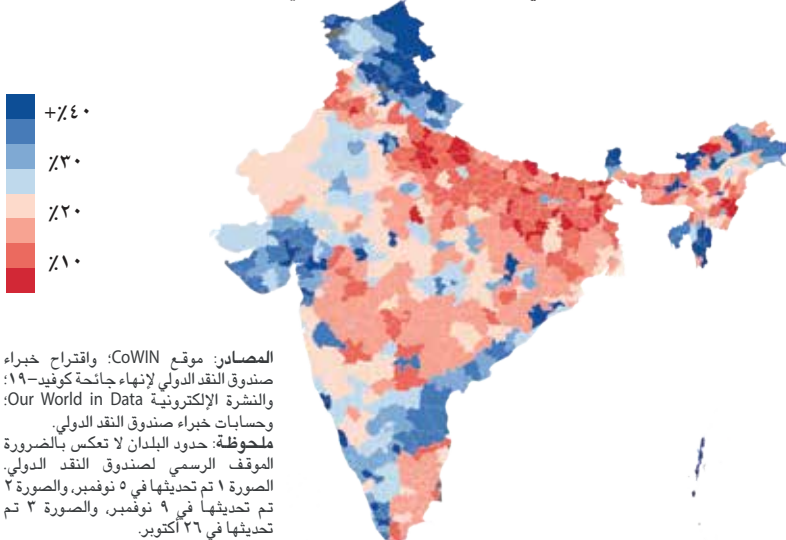 +٪٤٠
٪٣٠
٪٢٠
٪١٠
المصادر: موقع CoWIN؛ واقتراح خبراء
صندوق النقد الدولي لإنهاء جائحة كوفيد–١٩؛
والنشرة الإلكترونية Our World in Data؛
وحسابات خبراء صندوق النقد الدولي.
ملحوظة: حدود البلدان لا تعكس بالضرورة
الموقف الرسمي لصندوق النقد الدولي.
الصورة ١ تم تحديثها في ٥ نوفمبر، والصورة ٢
تم تحديثها في ٩ نوفمبر، والصورة ٣ تم
تحديثها في ٢٦ أكتوبر.